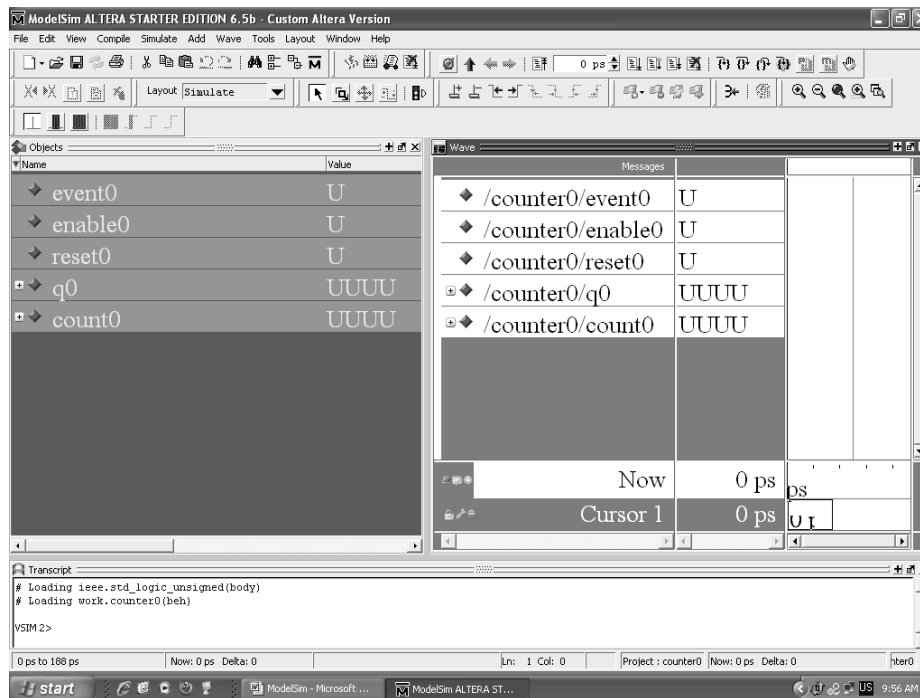 ModelSim ALTERA STARTER EDITION 6.5b - Custom Altera Version
File Edit View Compile Simulate Add Wave Tools Layout Window Help
0 ps
Layout Simulate
Objects
Name Value
event0 U
enable0 U
reset0 U
q0 UUUU
count0 UUUU
Wave
Messages
/counter0/event0 U
/counter0/enable0 U
/counter0/reset0 U
/counter0/q0 UUUU
/counter0/count0 UUUU
Now 0 ps
ps
Cursor 1 0 ps
Transcript
# Loading ieee.std_logic_unsigned(body)
# Loading work.counter0(beh)
VSIM 2>
0 ps to 188 ps Now: 0 ps Delta: 0 Ln: 1 Col: 0 Project : counter0 Now: 0 ps Delta: 0 nter0
start ModelSim - Microsoft ... ModelSim ALTERA ST... US 9:56 AM